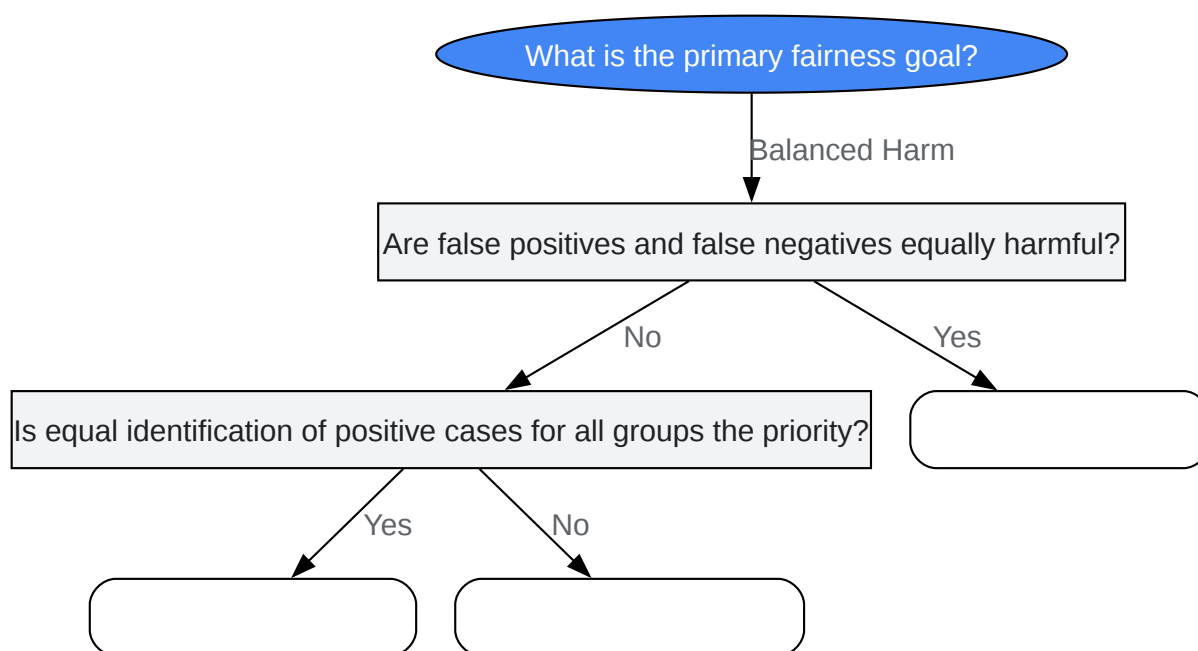 What is the primary fairness goal?
Balanced Harm
Are false positives and false negatives equally harmful?
No
Yes
Is equal identification of positive cases for all groups the priority?
Yes
No